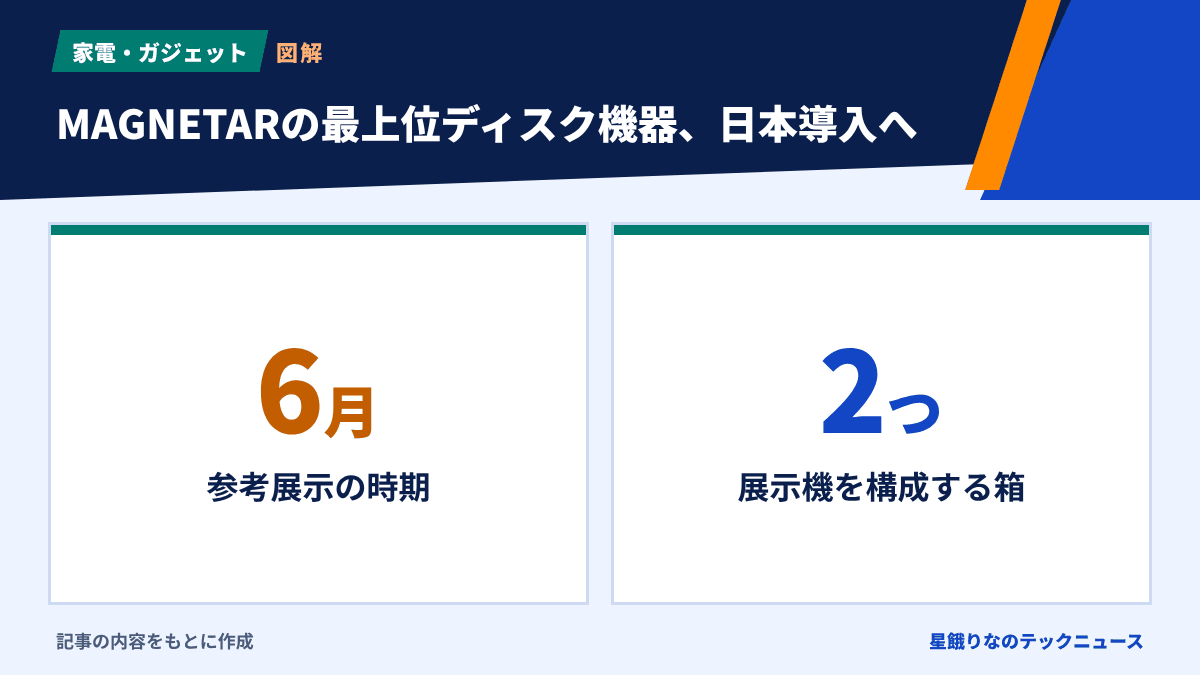 家電・ガジェット 図解
MAGNETARの最上位ディスク機器、日本導入へ
6月
参考展示の時期
2つ
展示機を構成する箱
記事の内容をもとに作成
星餓りなのテックニュース